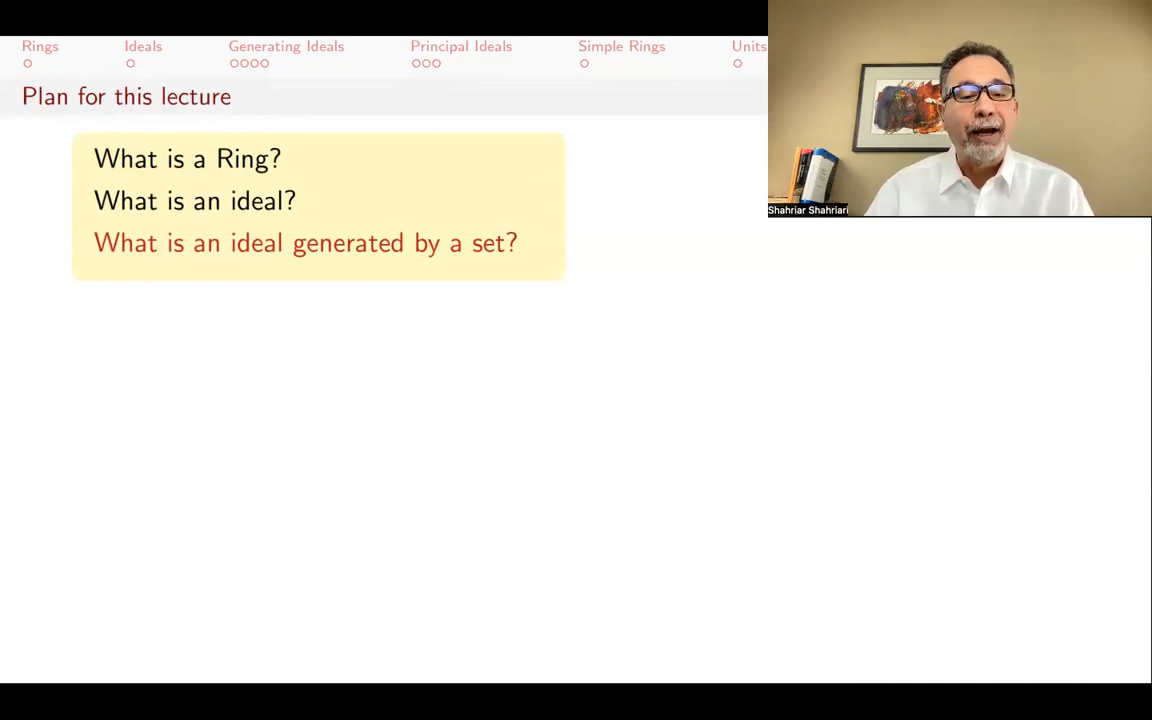 Rings Ideals Generating Ideals Principal Ideals Simple Rings Units
Plan for this lecture
What is a Ring?
What is an ideal?
What is an ideal generated by a set?
Shahriar Shahriari